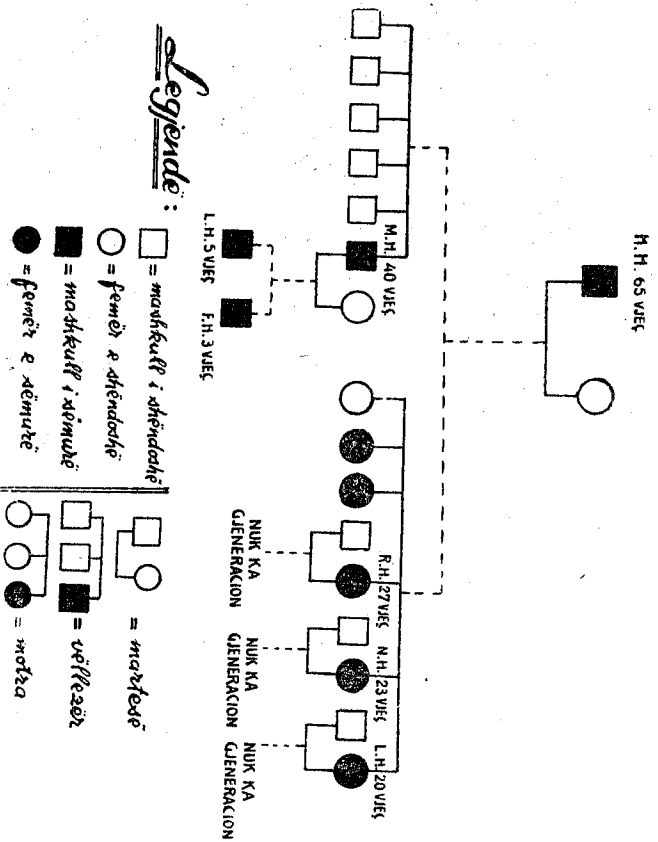 M.M. 65 VJEÇ
M.M. 40 VJEÇ
R.H. 27 VJEÇ
N.H. 23 VJEÇ
L.H. 20 VJEÇ
L.H. 5 VJEÇ
F.H. 3 VJEÇ
NUK KA
GJENERACION
NUK KA
GJENERACION
NUK KA
GJENERACION
Legjendë:
= mashkull i shëndoshë
= femër e shëndoshë
= mashkull i sëmurë
= femër e sëmurë
= martesë
= vëllezër
= motra